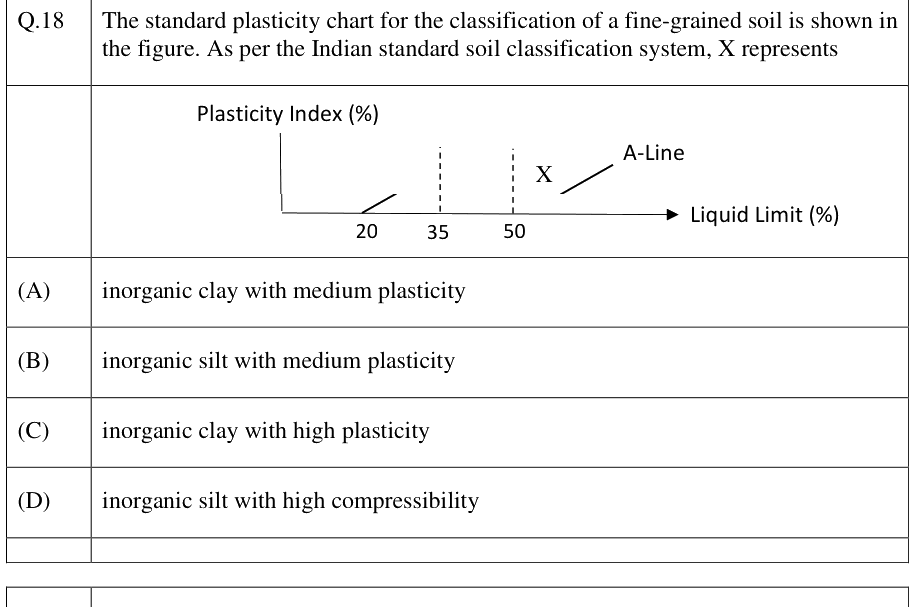 Q.18 The standard plasticity chart for the classification of a fine-grained soil is shown in
the figure. As per the Indian standard soil classification system, X represents
Plasticity Index (%)
A-Line
X
Liquid Limit (%)
20 35 50
(A) inorganic clay with medium plasticity
(B) inorganic silt with medium plasticity
(C) inorganic clay with high plasticity
(D) inorganic silt with high compressibility